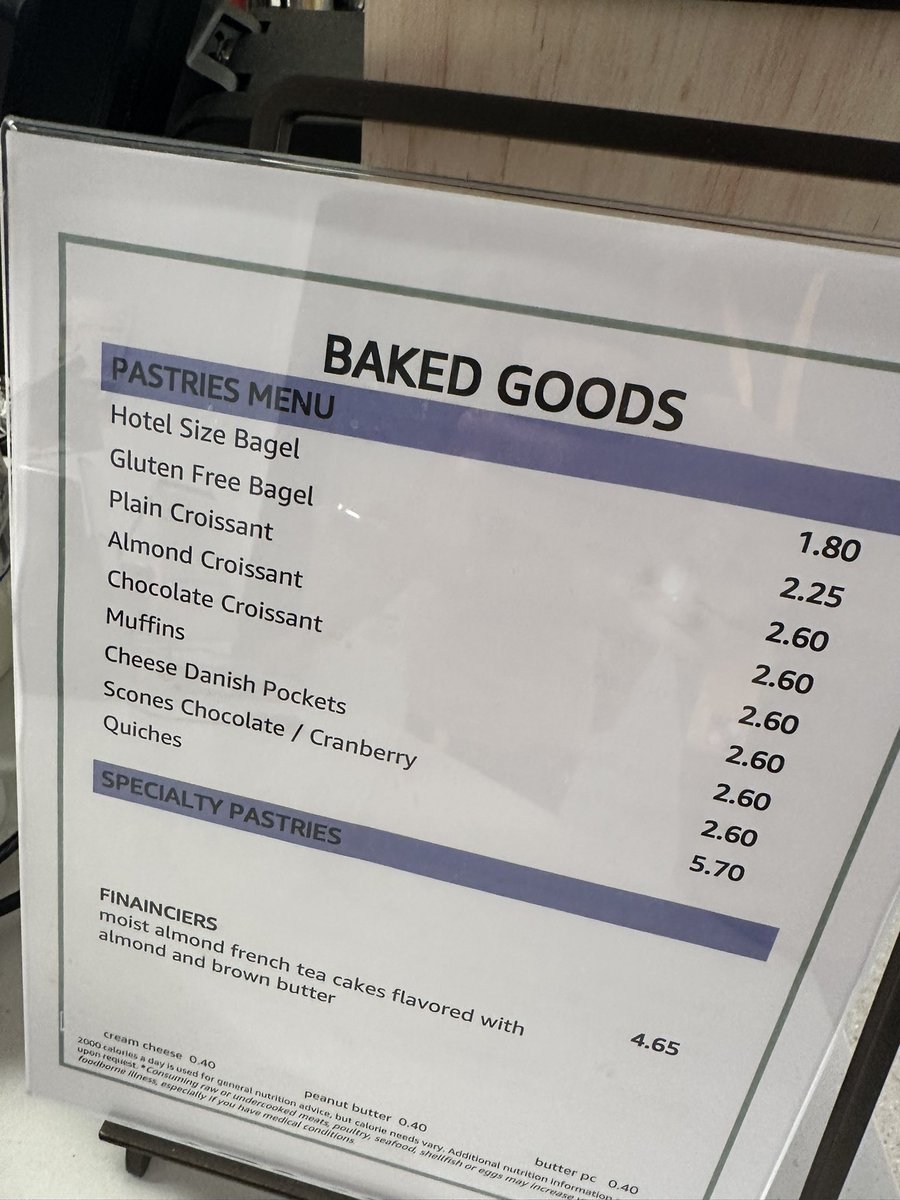 BAKED GOODS
PASTRIES MENU
Hotel Size Bagel 1.80
Gluten Free Bagel 2.25
Plain Croissant 2.60
Almond Croissant 2.60
Chocolate Croissant 2.60
Muffins 2.60
Cheese Danish Pockets 2.60
Scones Chocolate / Cranberry 2.60
Quiches 5.70
SPECIALTY PASTRIES
FINAINCIERS
moist almond french tea cakes flavored with
almond and brown butter 4.65
cream cheese 0.40 peanut butter 0.40 butter pc 0.40
2000 calories a day is used for general nutrition advice, but calorie needs vary. Additional nutrition information
upon request. *Consuming raw or undercooked meats, poultry, seafood, shellfish or eggs may increase
foodborne illness, especially if you have medical conditions